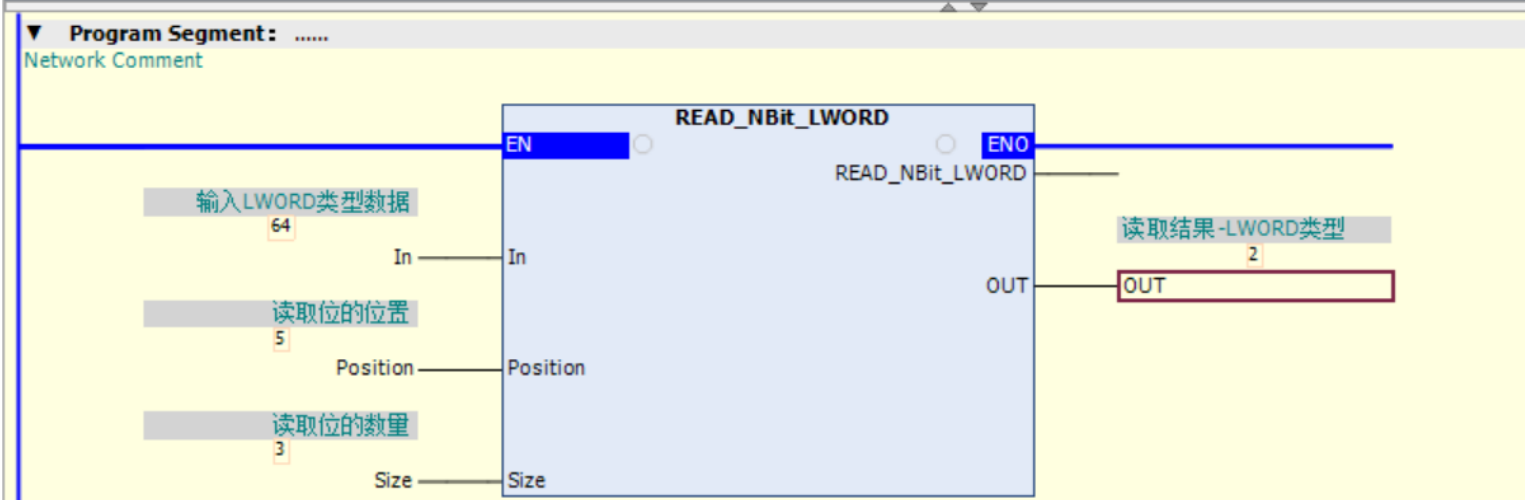 ▼ Program Segment： ......
Network Comment
READ_NBit_LWORD
EN
ENO
READ_NBit_LWORD
输入LWORD类型数据
64
In
In
读取结果-LWORD类型
2
OUT
OUT
读取位的位置
5
Position
Position
读取位的数量
3
Size
Size